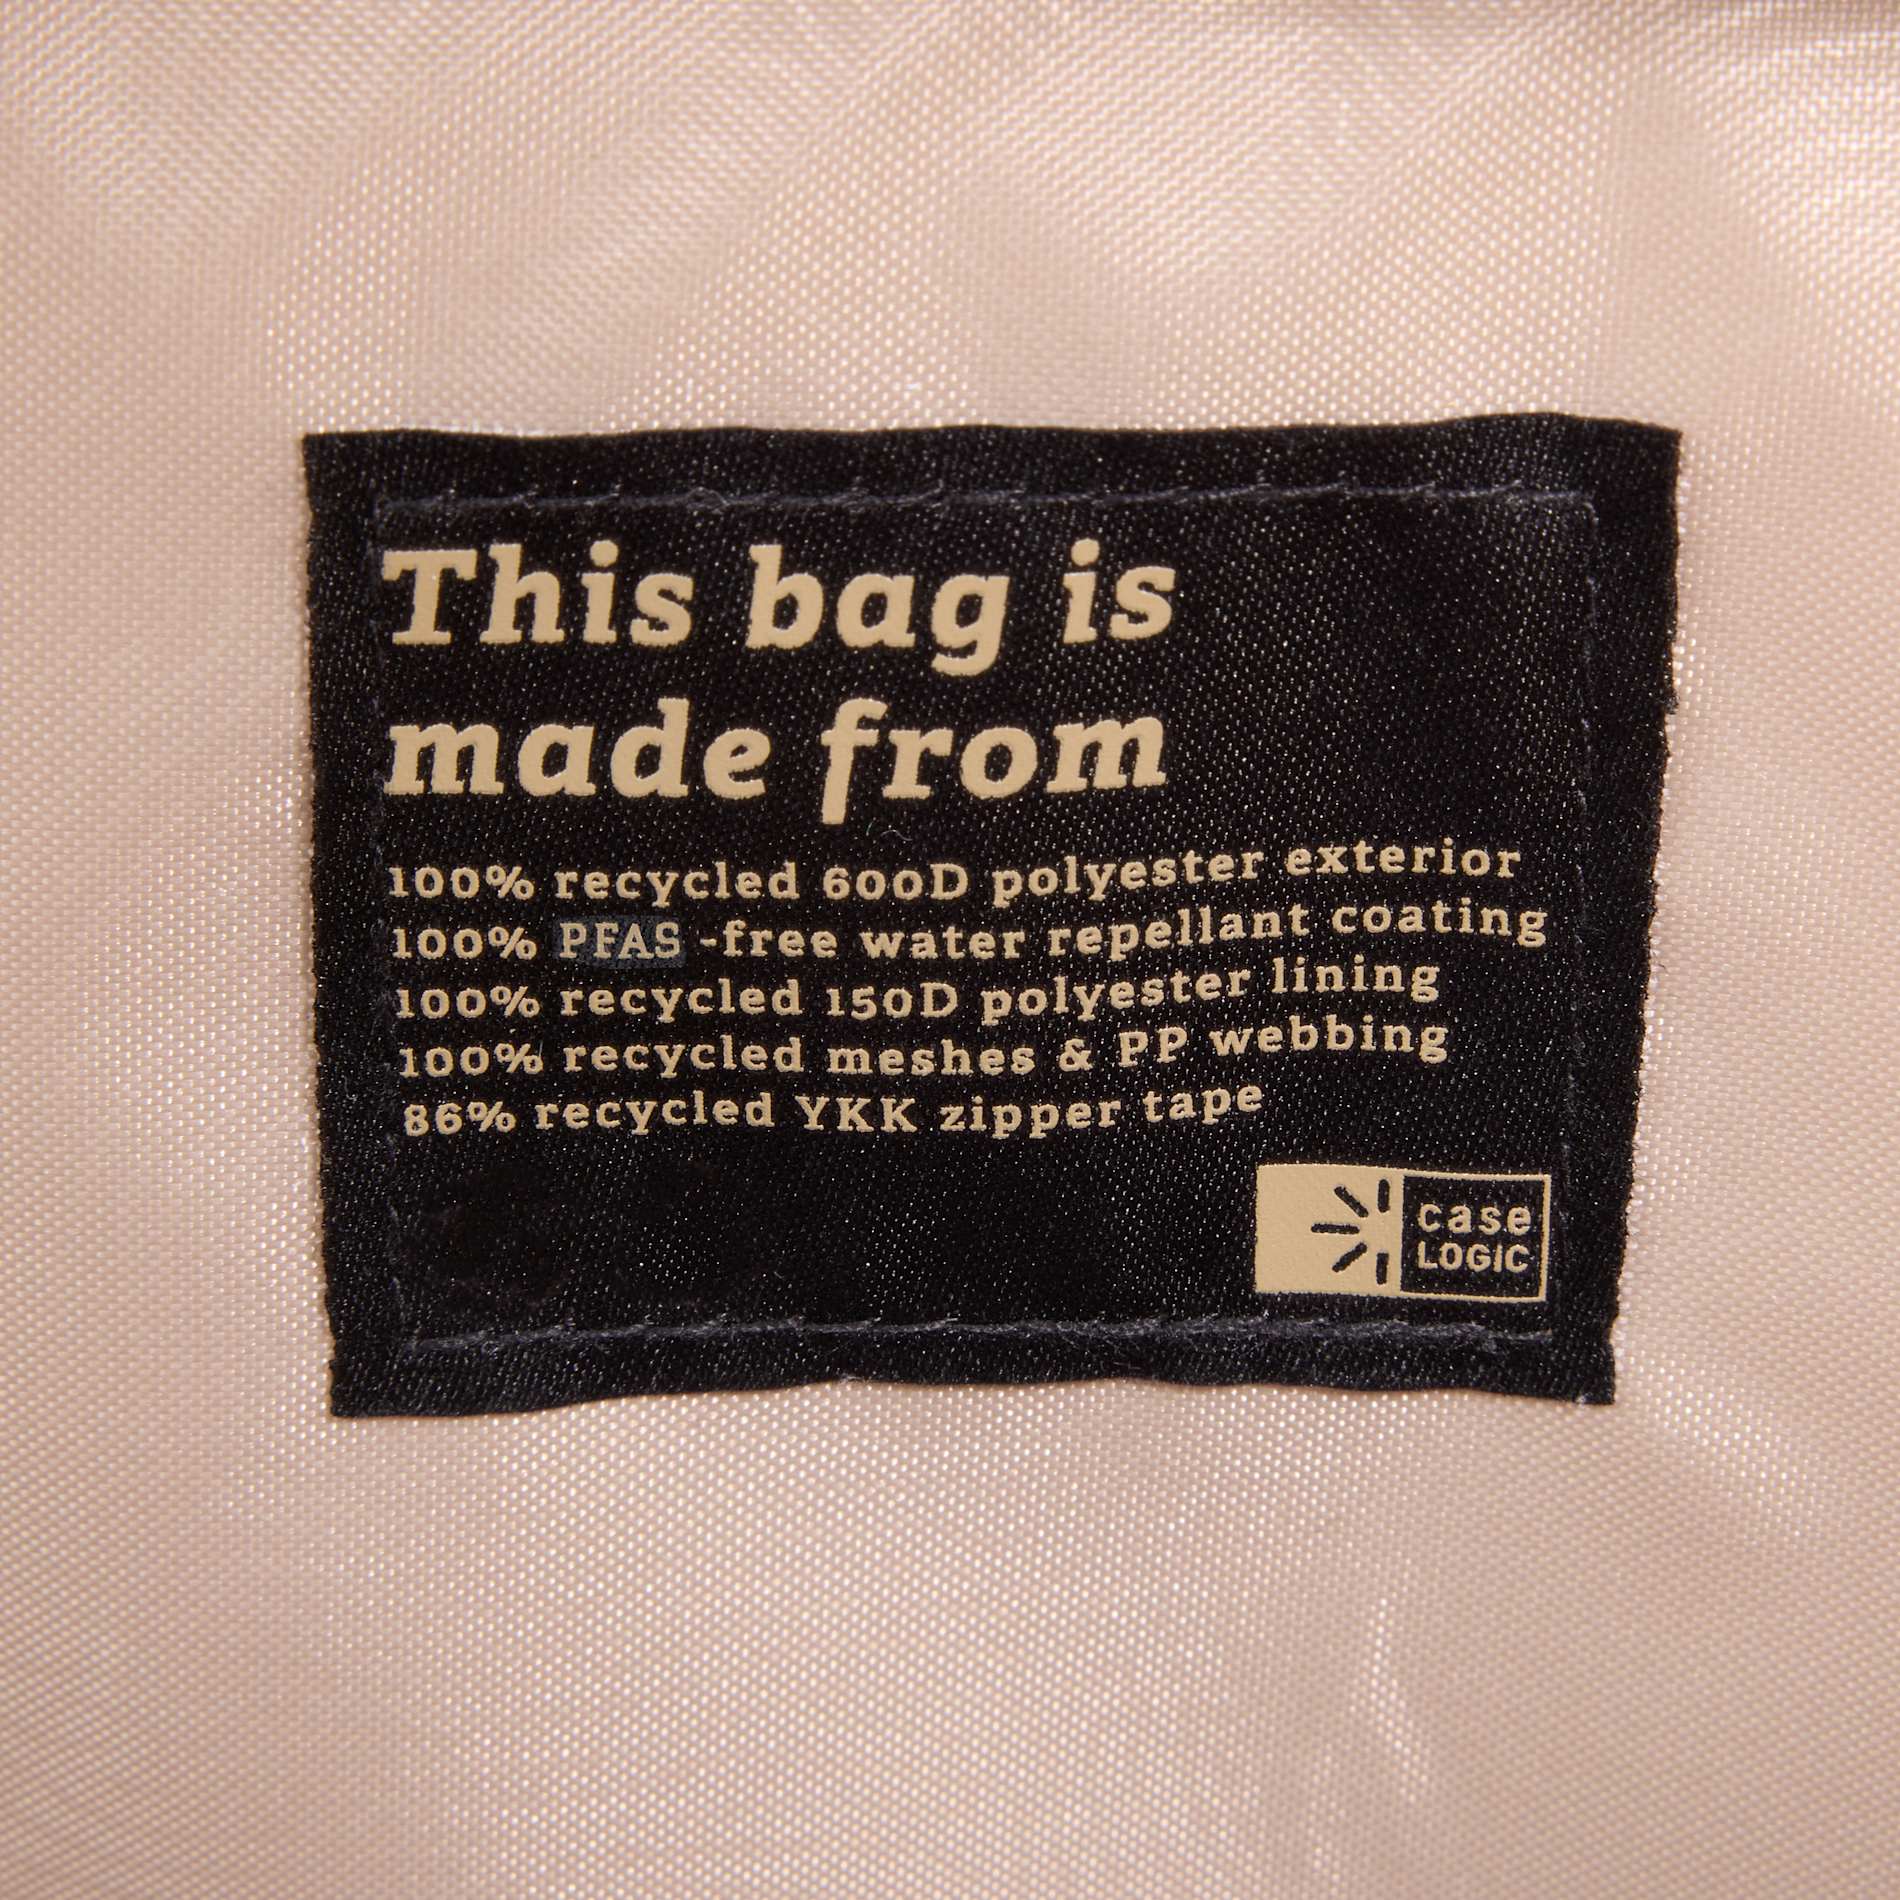 This bag is
made from
100% recycled 600D polyester exterior
100% PFAS -free water repellant coating
100% recycled 150D polyester lining
100% recycled meshes & PP webbing
86% recycled YKK zipper tape
case
LOGIC